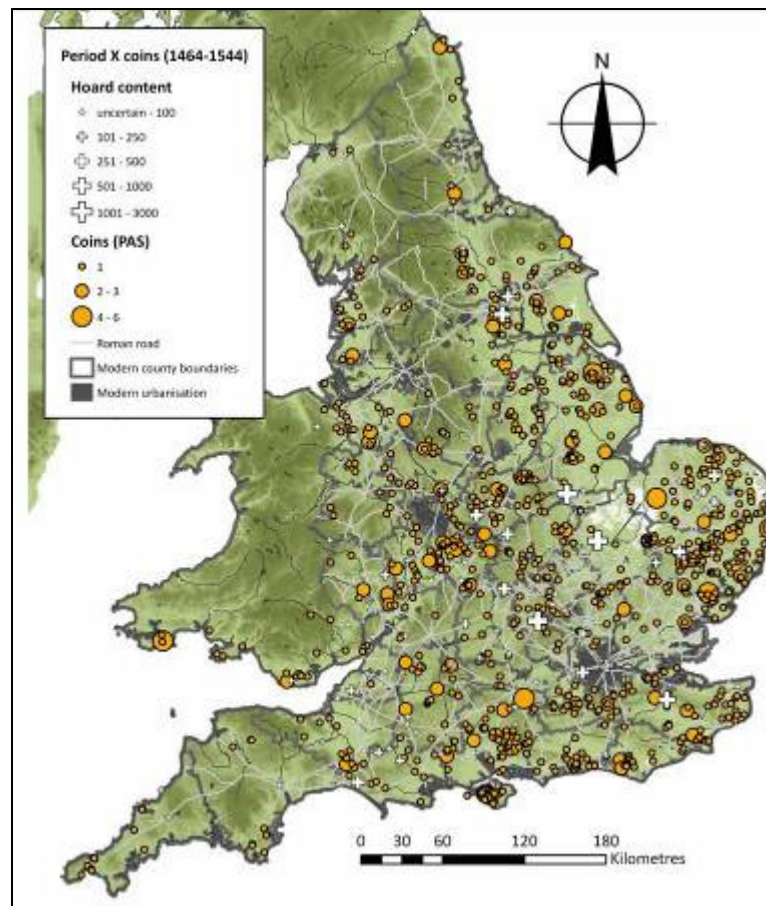 Period X coins (1464-1544)
Hoard content
uncertain - 100
101 - 250
251 - 500
501 - 1000
1001 - 3000
Coins (PAS)
1
2 - 3
4 - 6
Roman road
Modern county boundaries
Modern urbanisation
N
0 30 60 120 180
Kilometres